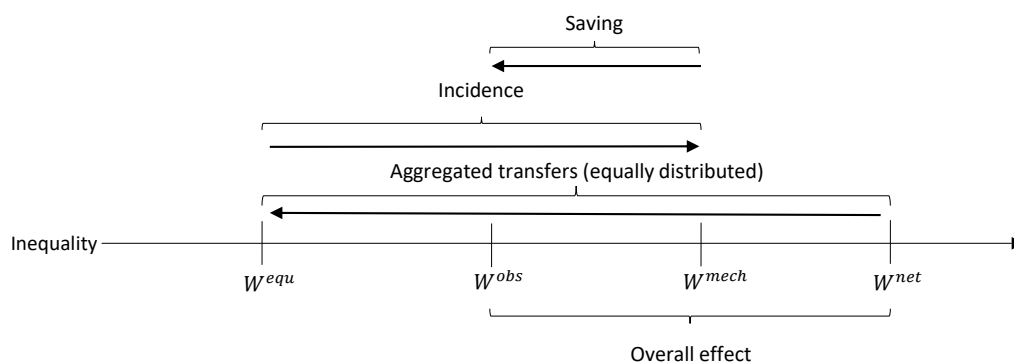 Saving
Incidence
Aggregated transfers (equally distributed)
Inequality
W^{equ} W^{obs} W^{mech} W^{net}
Overall effect